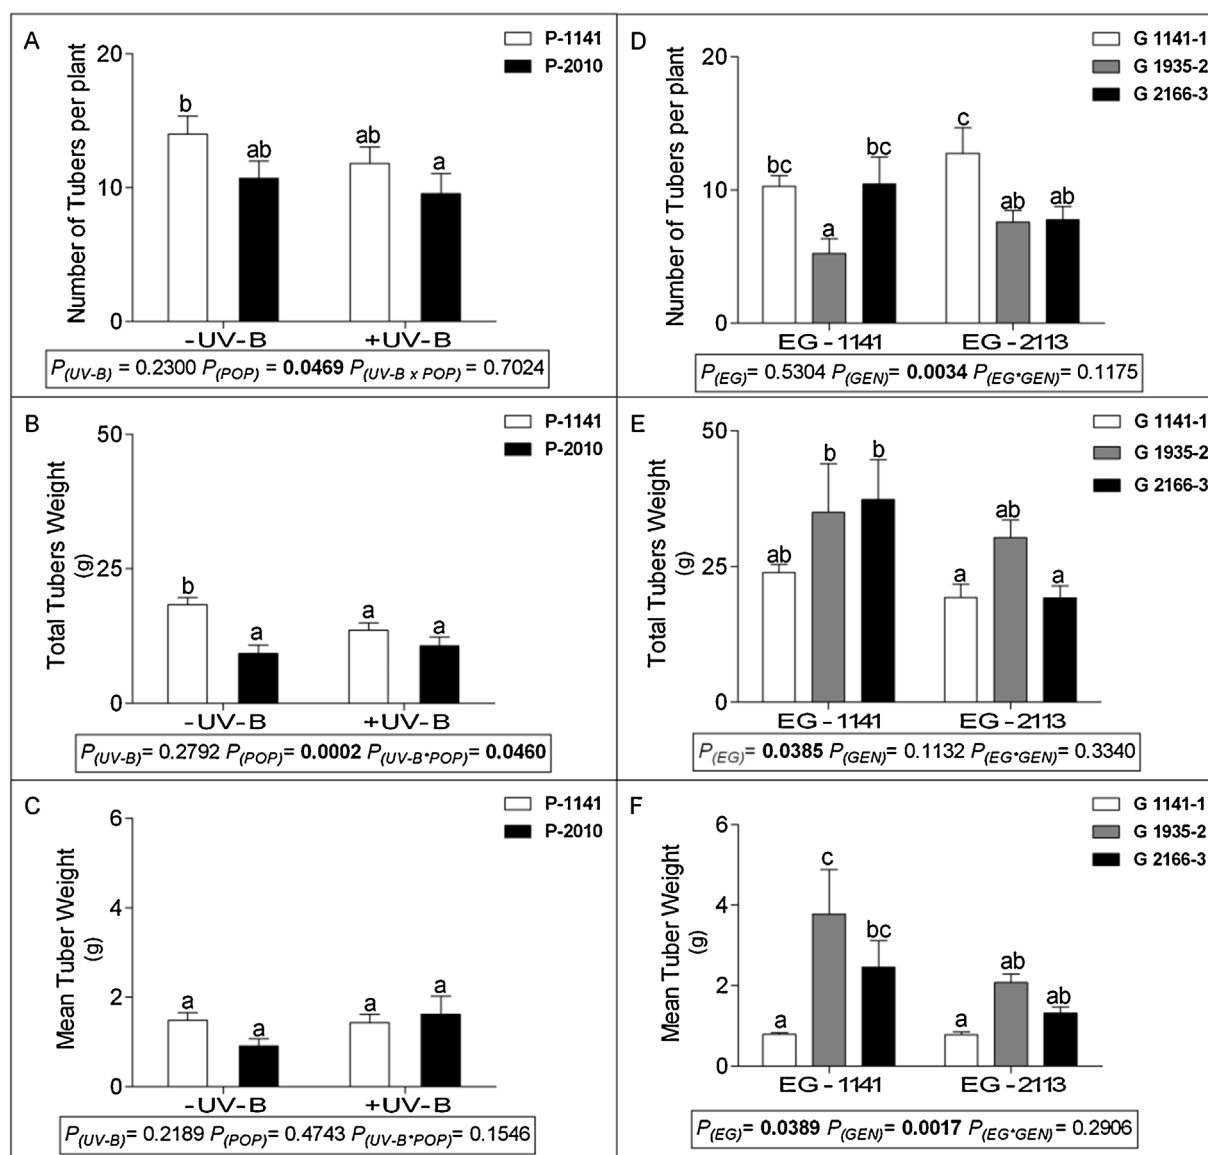 A
P-1141
P-2010
Number of Tubers per plant
20
10
0
b
ab
ab
a
-UV-B
+UV-B
P(UV-B) = 0.2300 P(POP) = 0.0469 P(UV-B x POP) = 0.7024
D
G 1141-1
G 1935-2
G 2166-3
Number of Tubers per plant
20
10
0
bc
a
bc
c
ab
ab
EG-1141
EG-2113
P(EG)= 0.5304 P(GEN)= 0.0034 P(EG*GEN)= 0.1175
B
P-1141
P-2010
Total Tubers Weight
(g)
50
25
0
b
a
a
a
-UV-B
+UV-B
P(UV-B)= 0.2792 P(POP)= 0.0002 P(UV-B*POP)= 0.0460
E
G 1141-1
G 1935-2
G 2166-3
Total Tubers Weight
(g)
50
25
0
ab
b
b
a
ab
a
EG-1141
EG-2113
P(EG)= 0.0385 P(GEN)= 0.1132 P(EG*GEN)= 0.3340
C
P-1141
P-2010
Mean Tuber Weight
(g)
6
4
2
0
a
a
a
a
-UV-B
+UV-B
P(UV-B)= 0.2189 P(POP)= 0.4743 P(UV-B*POP)= 0.1546
F
G 1141-1
G 1935-2
G 2166-3
Mean Tuber Weight
(g)
6
4
2
0
a
c
bc
a
ab
ab
EG-1141
EG-2113
P(EG)= 0.0389 P(GEN)= 0.0017 P(EG*GEN)= 0.2906